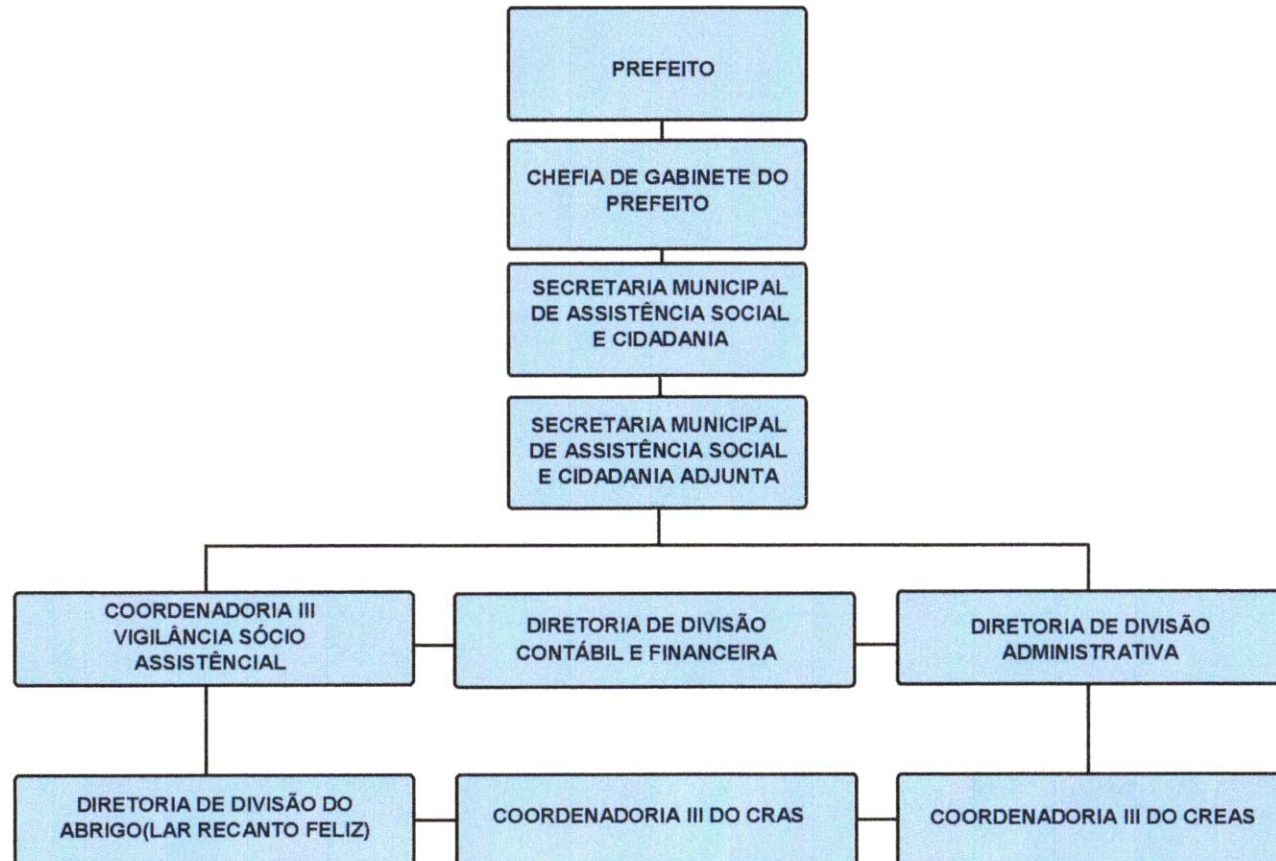 PREFEITO
CHEFIA DE GABINETE DO
PREFEITO
SECRETARIA MUNICIPAL
DE ASSISTÊNCIA SOCIAL
E CIDADANIA
SECRETARIA MUNICIPAL
DE ASSISTÊNCIA SOCIAL
E CIDADANIA ADJUNTA
COORDENADORIA III
VIGILÂNCIA SÓCIO
ASSISTÊNCIAL
DIRETORIA DE DIVISÃO
CONTÁBIL E FINANCEIRA
DIRETORIA DE DIVISÃO
ADMINISTRATIVA
DIRETORIA DE DIVISÃO DO
ABRIGO(LAR RECANTO FELIZ)
COORDENADORIA III DO CRAS
COORDENADORIA III DO CREAS